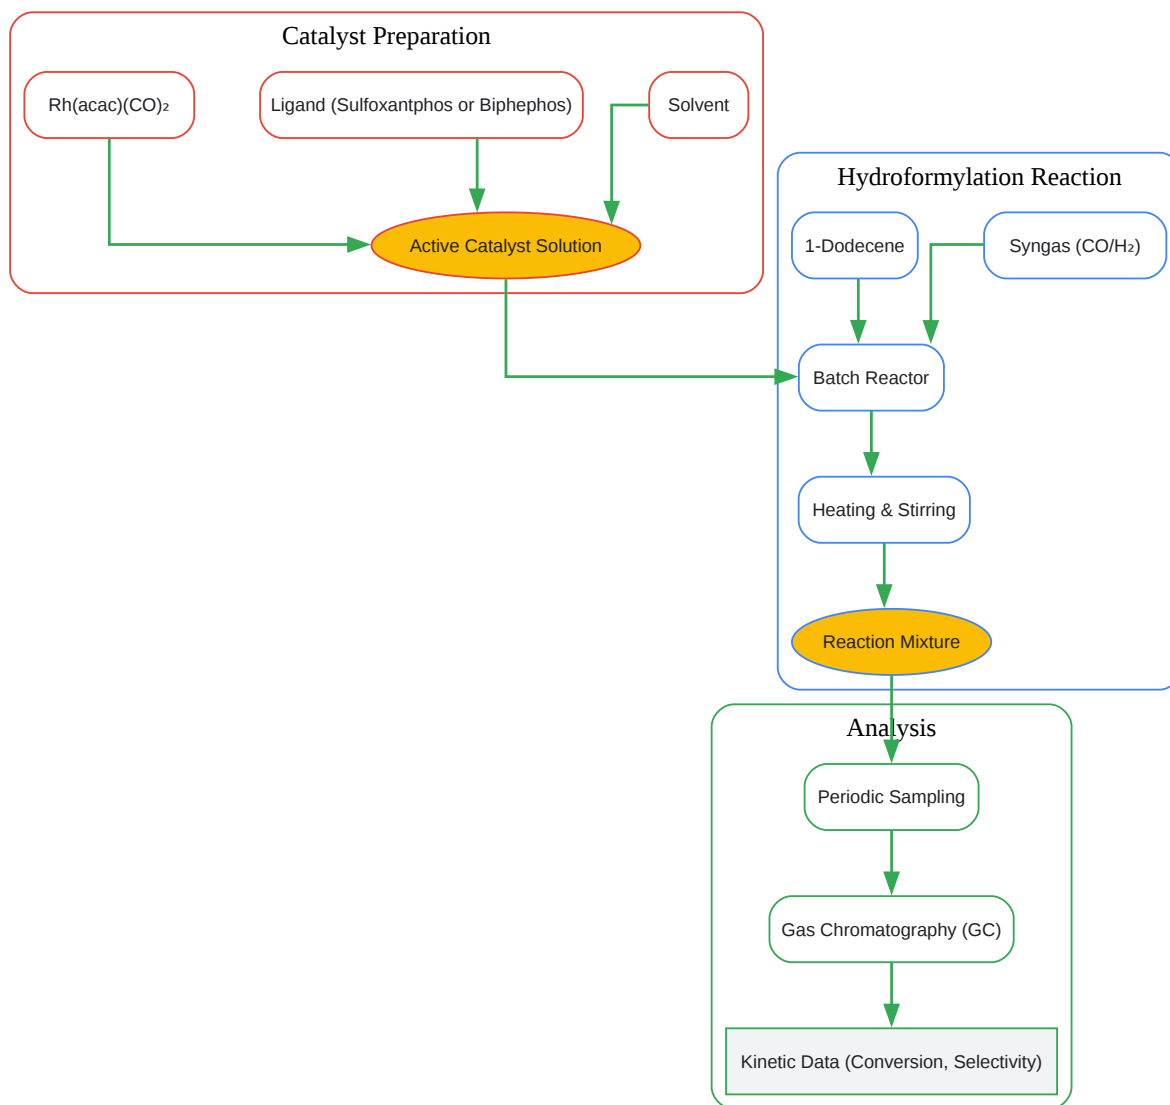 Catalyst Preparation
Rh(acac)(CO)₂
Ligand (Sulfoxantphos or Biphephos)
Solvent
Active Catalyst Solution
Hydroformylation Reaction
1-Dodecene
Syngas (CO/H₂)
Batch Reactor
Heating & Stirring
Reaction Mixture
Analysis
Periodic Sampling
Gas Chromatography (GC)
Kinetic Data (Conversion, Selectivity)